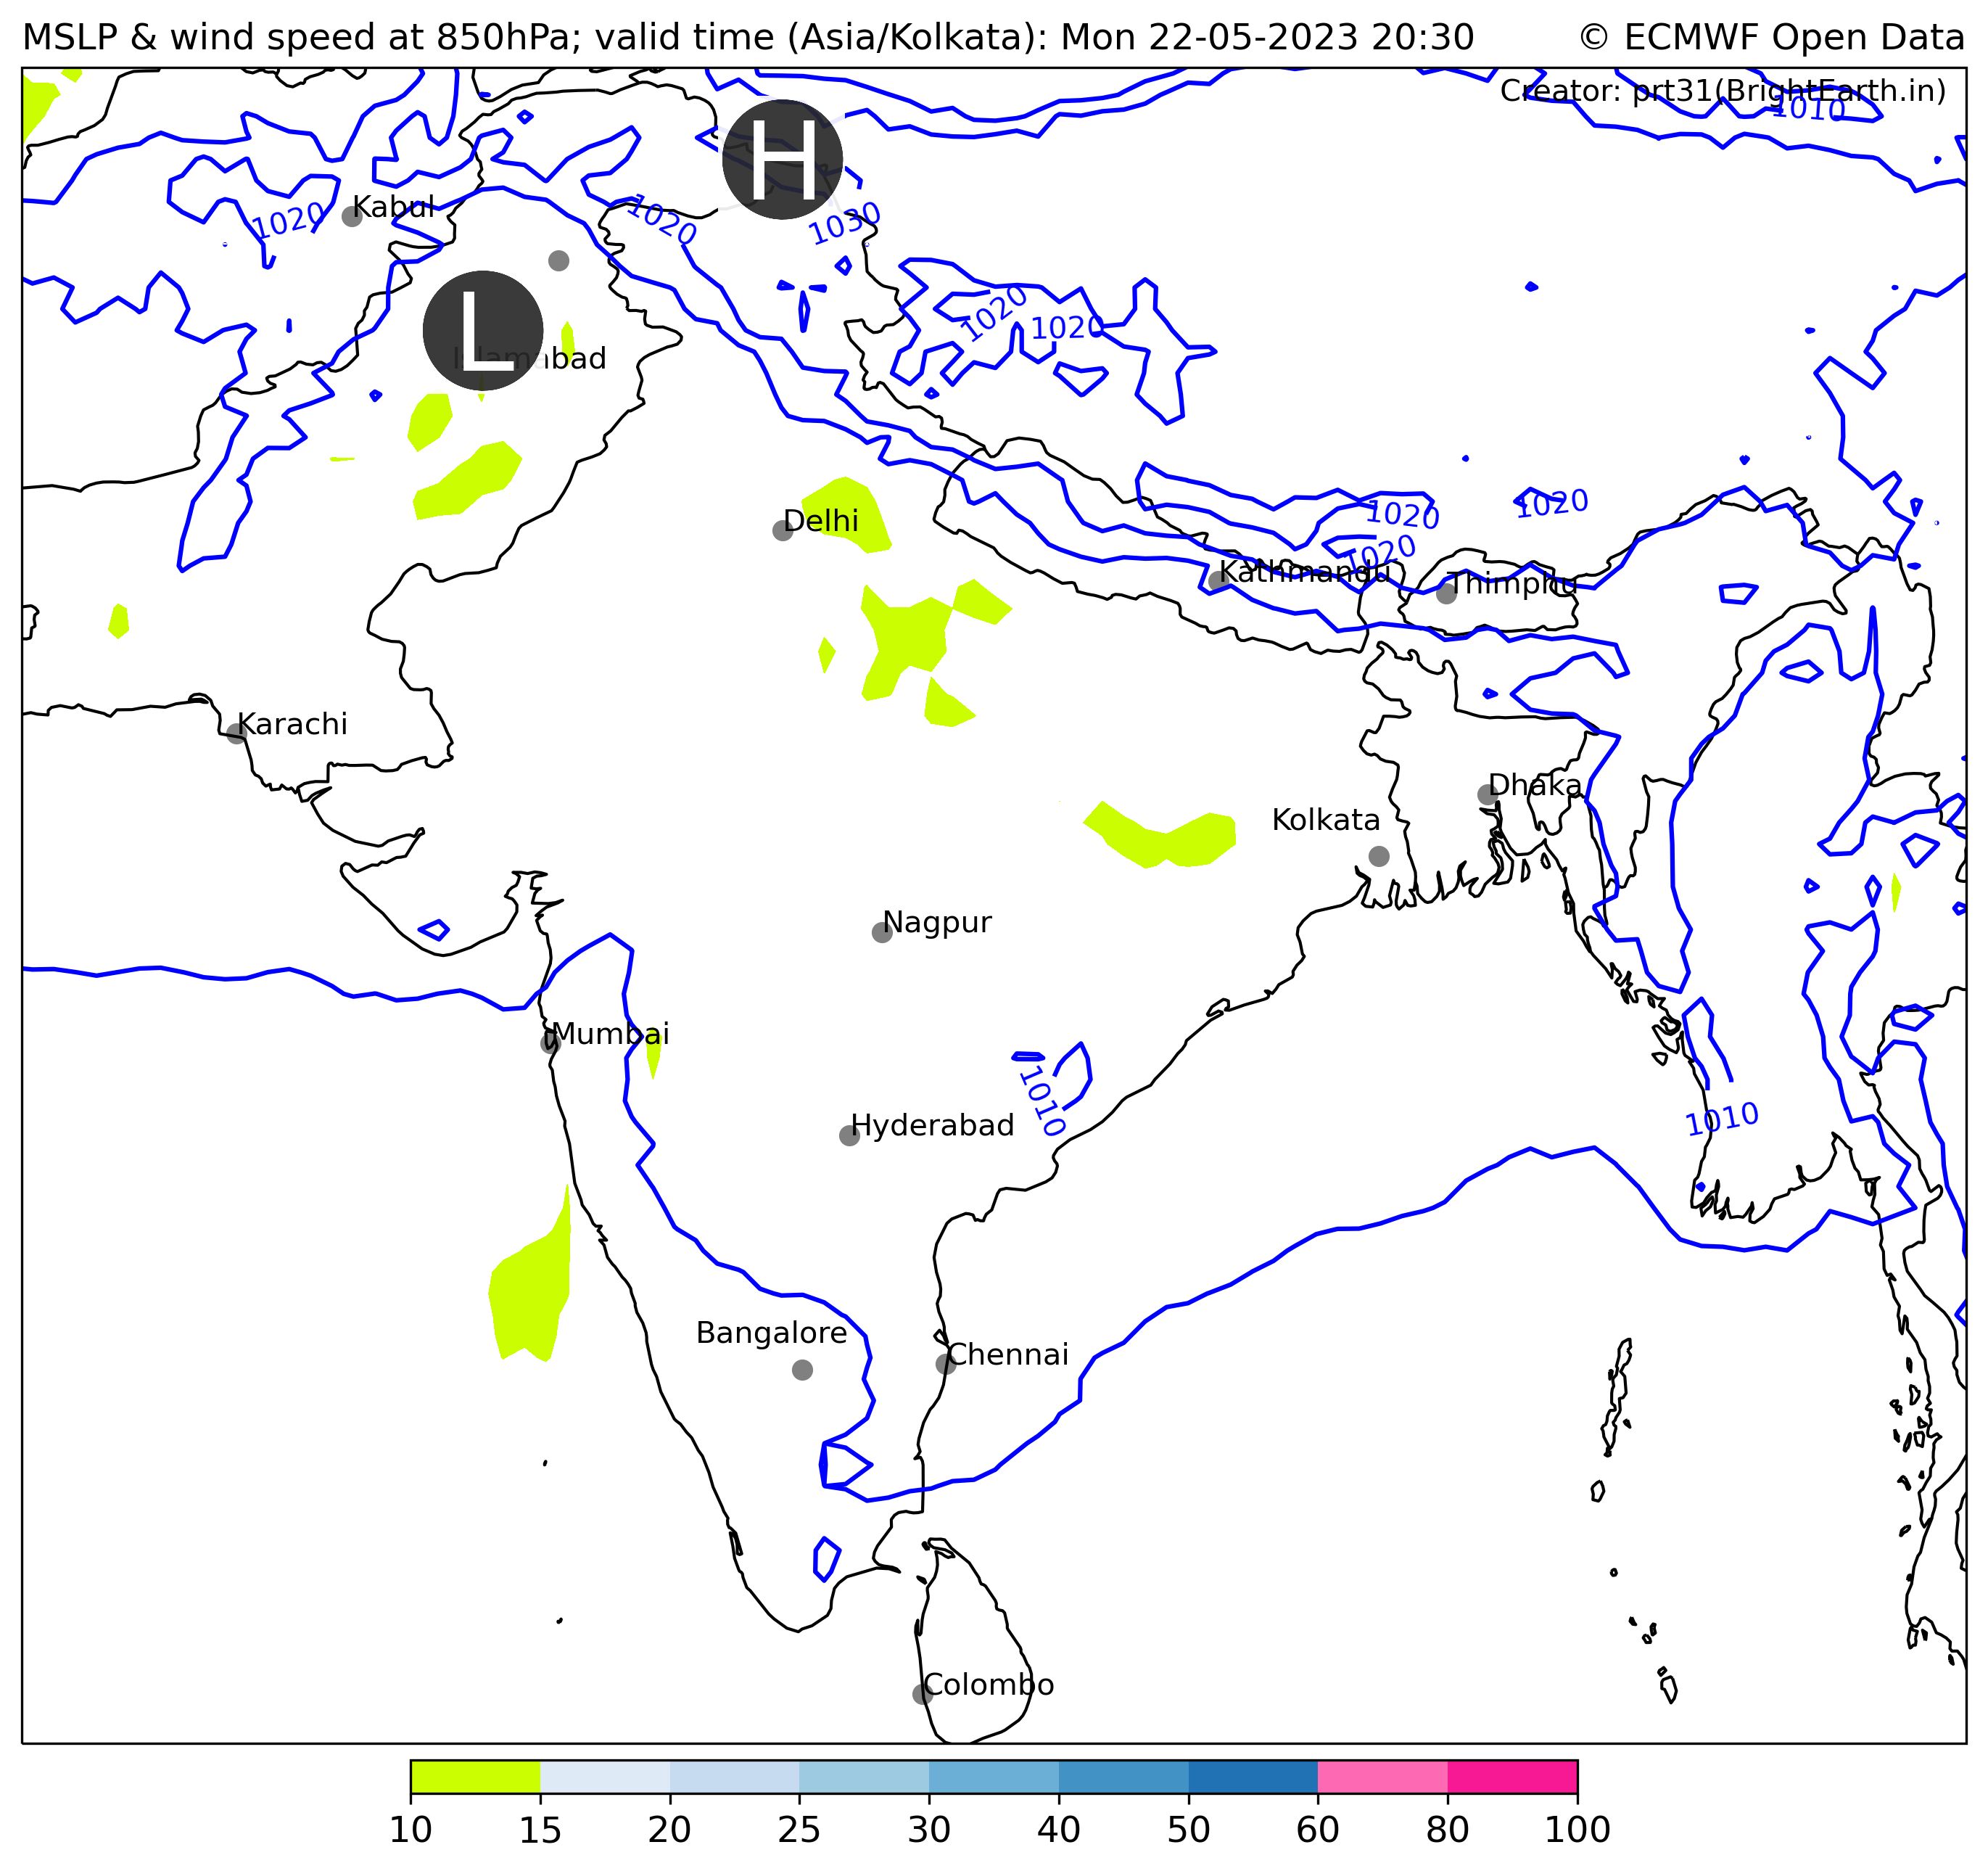 MSLP & wind speed at 850hPa; valid time (Asia/Kolkata): Mon 22-05-2023 20:30
© ECMWF Open Data
Creator: prt31(BrightEarth.in)
1010
H
Kabul
1020
1020
1030
L
Islamabad
1020
1020
Delhi
1020
1020
1020
Kathmandu
Thimphu
Karachi
Dhaka
Kolkata
Nagpur
Mumbai
1010
Hyderabad
1010
Bangalore
Chennai
Colombo
10 15 20 25 30 40 50 60 80 100